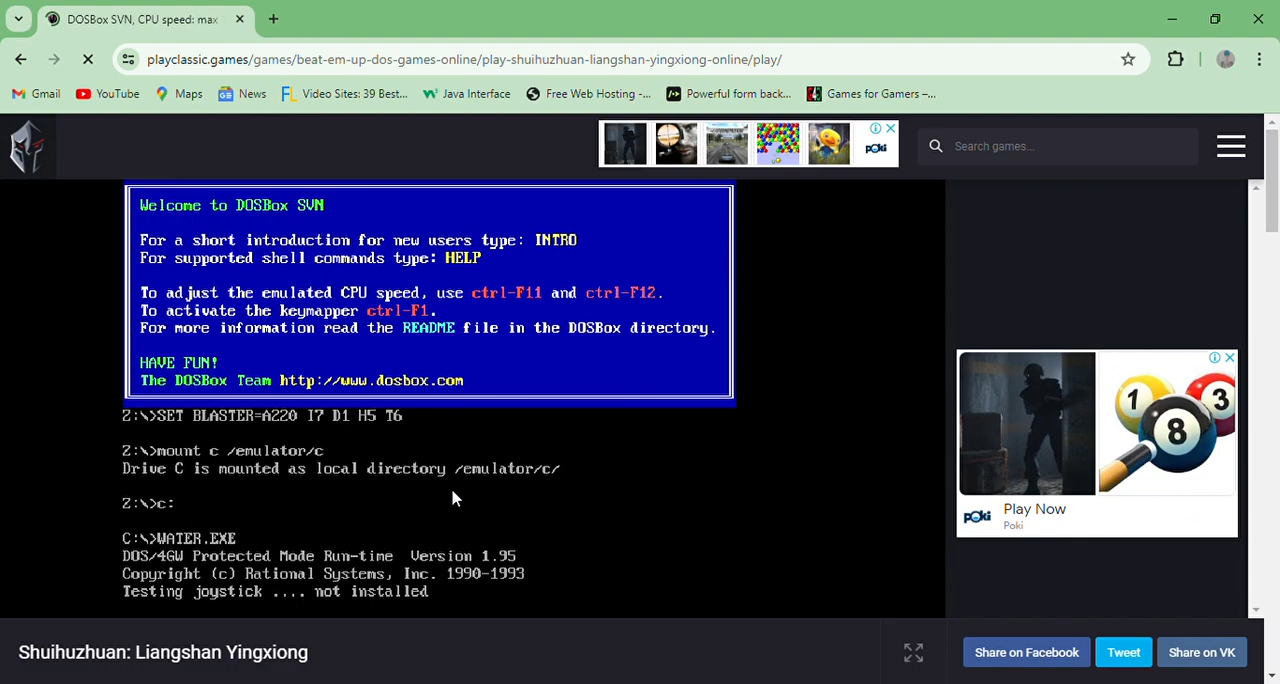 DOSBox SVN, CPU speed: max
playclassic.games/games/beat-em-up-dos-games-online/play-shuihuzhuan-liangshan-yingxiong-online/play/
Gmail YouTube Maps News Video Sites: 39 Best... Java Interface Free Web Hosting -... Powerful form back... Games for Gamers –...
poki
Search games...
Welcome to DOSBox SVN
For a short introduction for new users type: INTRO
For supported shell commands type: HELP
To adjust the emulated CPU speed, use ctrl-F11 and ctrl-F12.
To activate the keymapper ctrl-F1.
For more information read the README file in the DOSBox directory.
HAVE FUN!
The DOSBox Team http://www.dosbox.com
Z:\>SET BLASTER=A220 I7 D1 H5 T6
Z:\>mount c /emulator/c
Drive C is mounted as local directory /emulator/c/
Z:\>c:
C:\>WATER.EXE
DOS/4GW Protected Mode Run-time Version 1.95
Copyright (c) Rational Systems, Inc. 1990-1993
Testing joystick .... not installed
1 3
8
poki
Play Now
Poki
Shuihuzhuan: Liangshan Yingxiong
Share on Facebook Tweet Share on VK